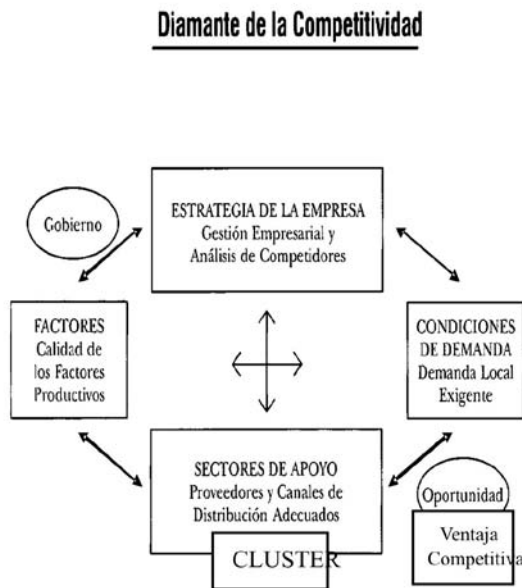 Diamante de la Competitividad
Gobierno
ESTRATEGIA DE LA EMPRESA
Gestión Empresarial y
Análisis de Competidores
FACTORES
Calidad de
los Factores
Productivos
CONDICIONES
DE DEMANDA
Demanda Local
Exigente
SECTORES DE APOYO
Proveedores y Canales de
Distribución Adecuados
CLUSTER
Oportunidad
Ventaja
Competitiva